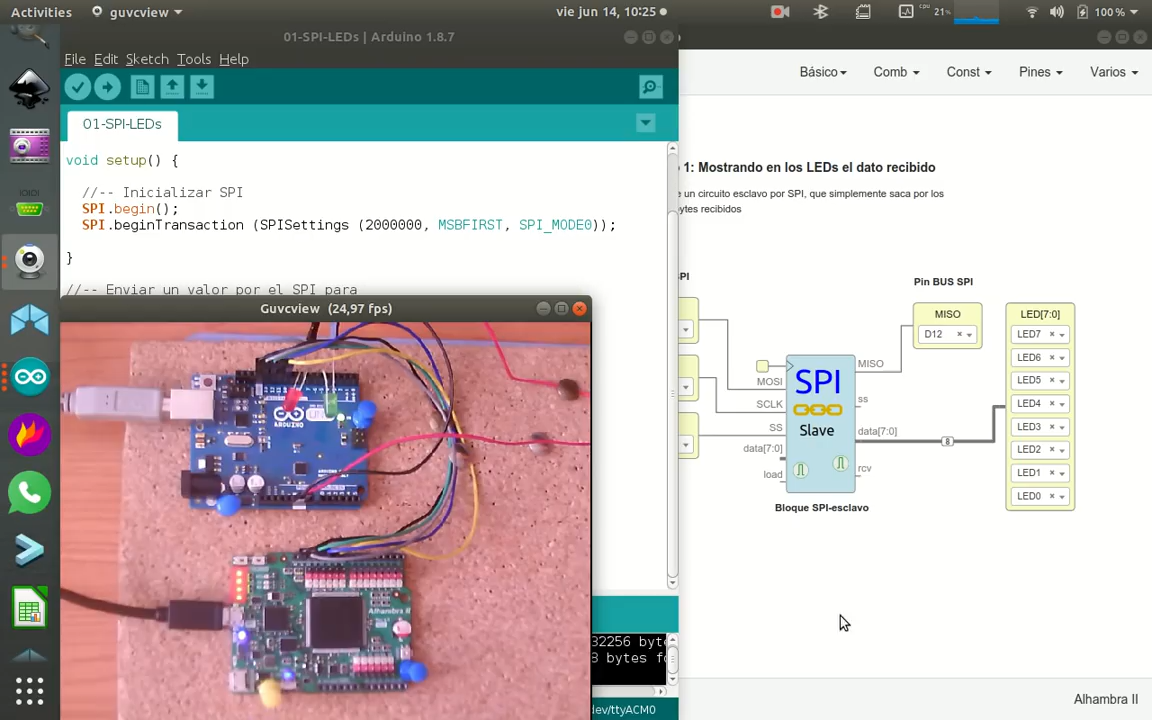 Activities
guvcview
vie jun 14, 10:25
cpu
21%
100 %
01-SPI-LEDs | Arduino 1.8.7
File Edit Sketch Tools Help
01-SPI-LEDs
void setup() {
//-- Inicializar SPI
SPI.begin();
SPI.beginTransaction (SPISettings (2000000, MSBFIRST, SPI_MODE0));
}
//-- Enviar un valor por el SPI para
Guvcview (24,97 fps)
ARDUINO
Alhambra II
32256 byt
8 bytes fo
dev/ttyACM0
Básico
Comb
Const
Pines
Varios
1: Mostrando en los LEDs el dato recibido
e un circuito esclavo por SPI, que simplemente saca por los
bytes recibidos
PI
Pin BUS SPI
MISO
D12
LED[7:0]
LED7
LED6
LED5
LED4
LED3
LED2
LED1
LED0
MOSI
SCLK
SS
data[7:0]
load
SPI
Slave
MISO
ss
data[7:0]
rcv
8
Bloque SPI-esclavo
Alhambra II